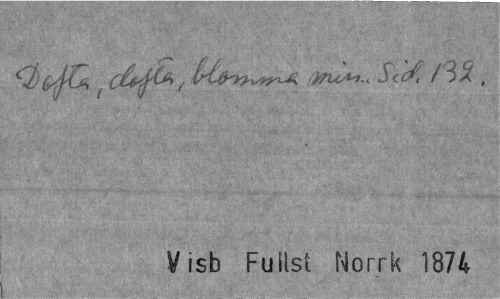 Dofta, dofta, blomma min. Sid. 132.
Visb Fullst Norrk 1874